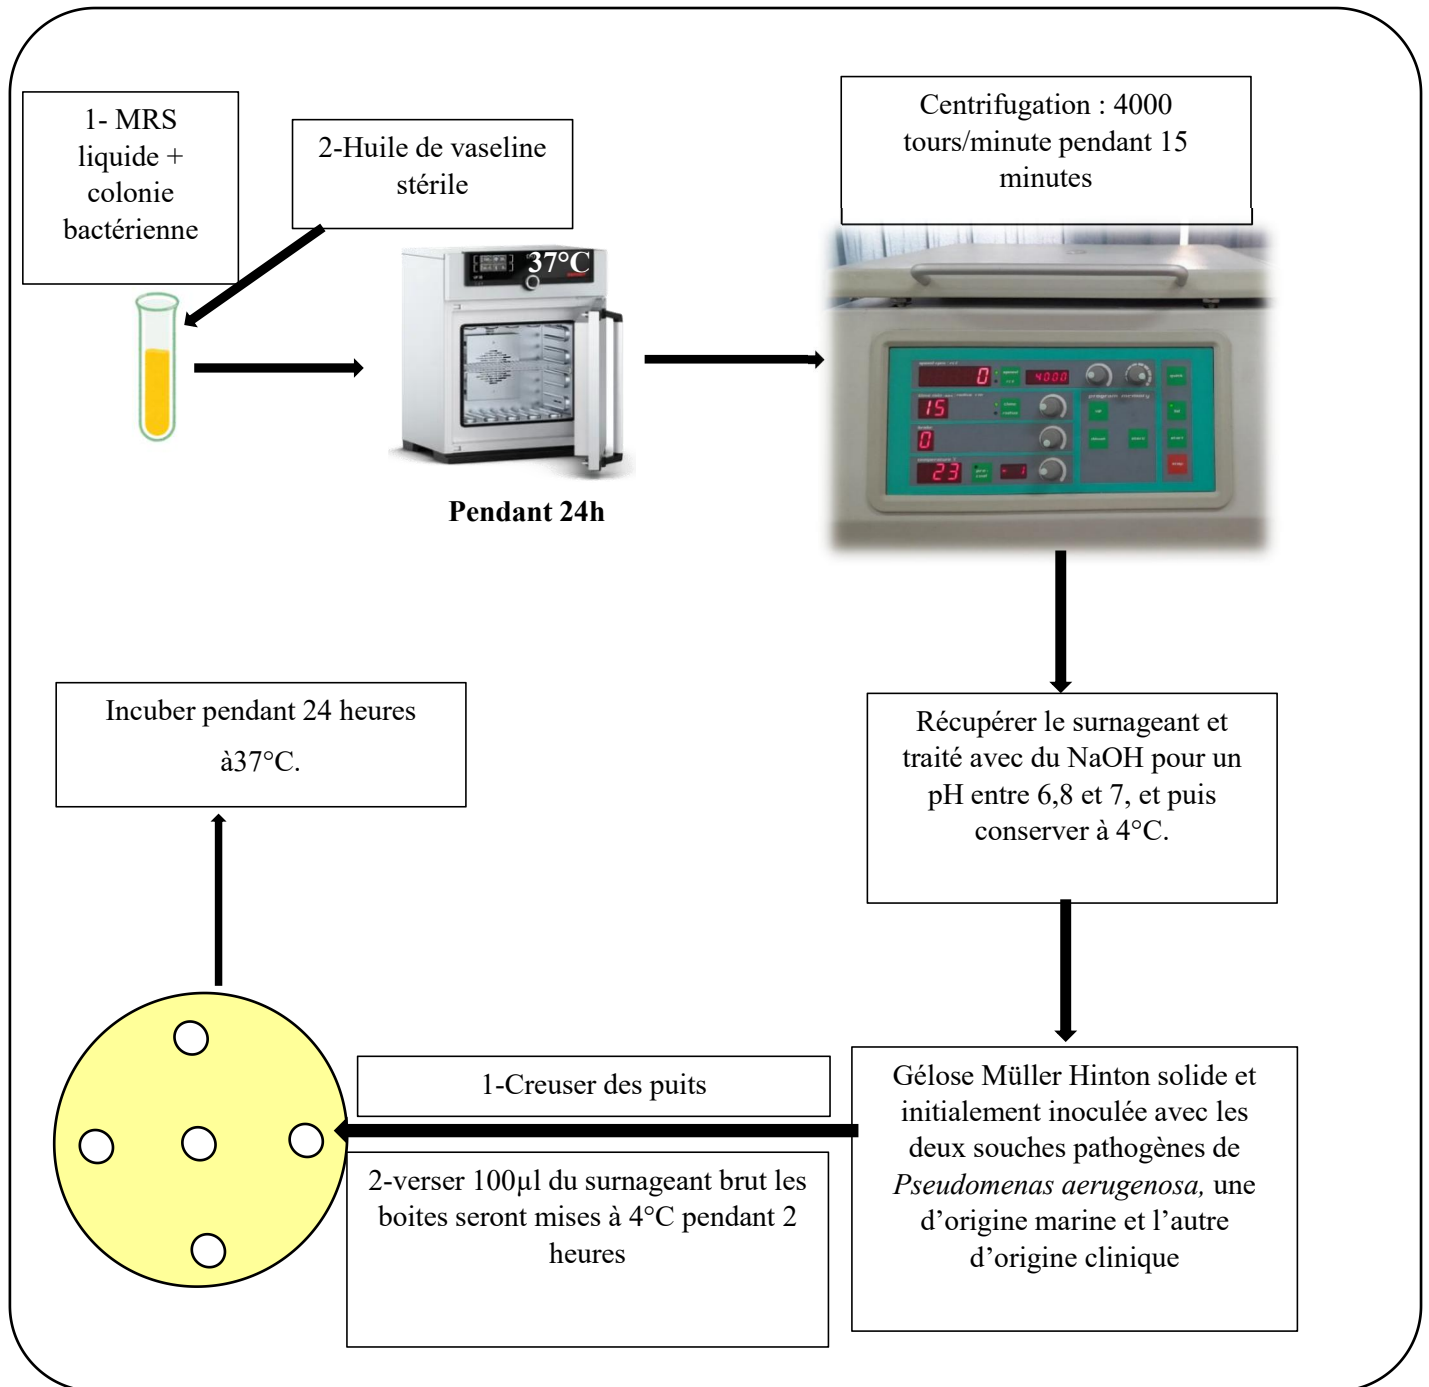 1- MRS
liquide +
colonie
bactérienne
2-Huile de vaseline
stérile
37°C
Pendant 24h
Centrifugation : 4000
tours/minute pendant 15
minutes
0
4000
15
0
23
program memory
Récupérer le surnageant et
traité avec du NaOH pour un
pH entre 6,8 et 7, et puis
conserver à 4°C.
Gélose Müller Hinton solide et
initialement inoculée avec les
deux souches pathogènes de
Pseudomenas aerugenosa, une
d'origine marine et l'autre
d'origine clinique
1-Creuser des puits
2-verser 100µl du surnageant brut les
boites seront mises à 4°C pendant 2
heures
Incuber pendant 24 heures
à37°C.